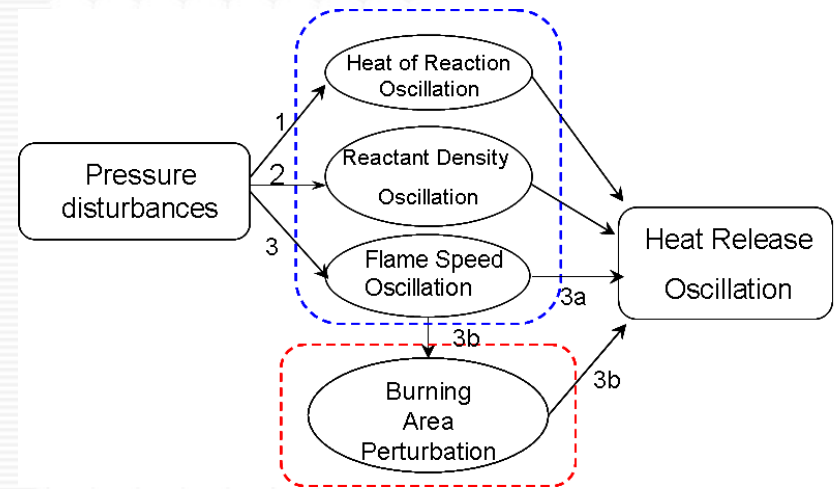 Heat of Reaction
Oscillation
1
Pressure
disturbances
2
Reactant Density
Oscillation
3
Flame Speed
Oscillation
3a
Heat Release
Oscillation
3b
Burning
Area
Perturbation
3b